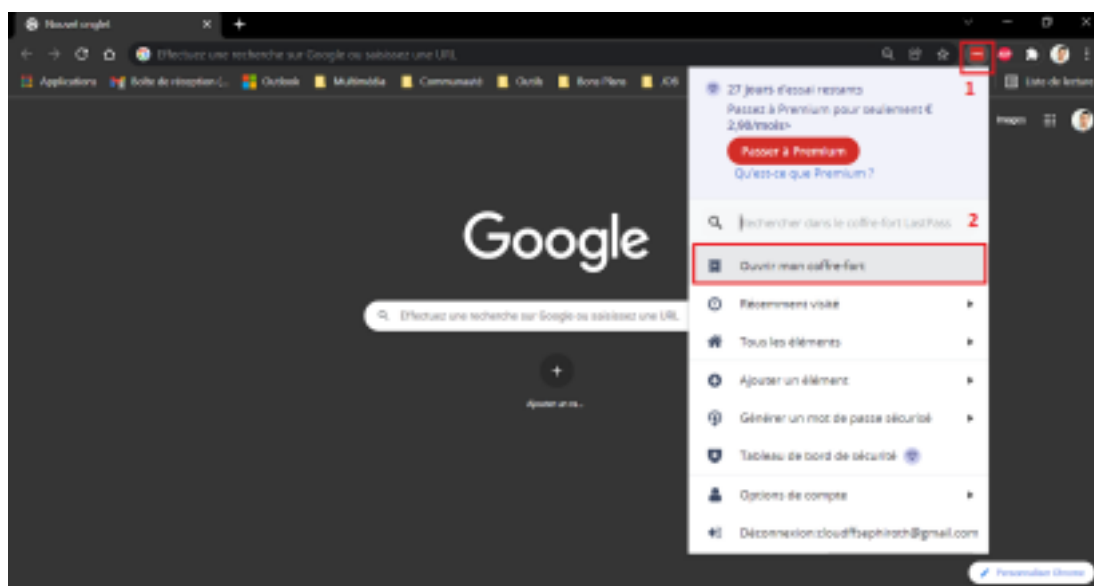 Nouvel onglet
Effectuez une recherche sur Google ou saisissez une URL
Applications Boîte de réception (... Outlook Multimédia Communauté Outils Bons Plans JDB Liste de lecture
1
27 jours d'essai restants
Passez à Premium pour seulement €
2,98/mois>
Passer à Premium
Qu'est-ce que Premium ?
Images
Rechercher dans le coffre-fort LastPass
2
Google
Ouvrir mon coffre-fort
Effectuez une recherche sur Google ou saisissez une URL
Récemment visité
Tous les éléments
Ajouter un élément
Ajouter un ra...
Générer un mot de passe sécurisé
Tableau de bord de sécurité
Options de compte
Déconnexion:cloudffsephiroth@gmail.com
Personnaliser Chrome